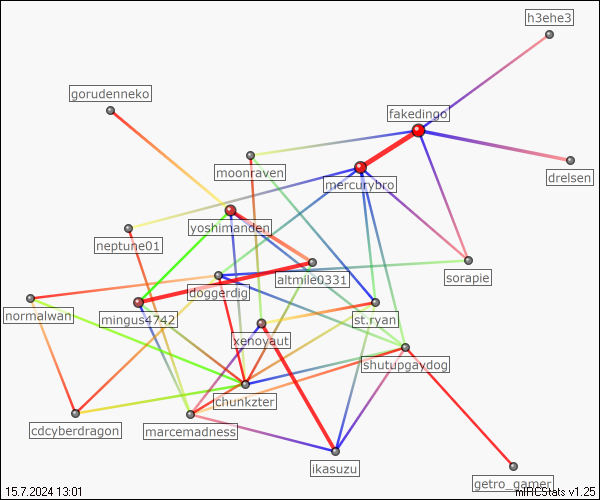 h3ehe3
gorudenneko
fakedingo
moonraven
drelsen
mercurybro
yoshimanden
neptune01
sorapie
altmile0331
doggerdig
normalwan
mingus4742
st.ryan
xenoyaut
shutupgaydog
chunkzter
cdcyberdragon
marcemadness
ikasuzu
getro_gamer
15.7.2024 13:01
mIRCStats v1.25